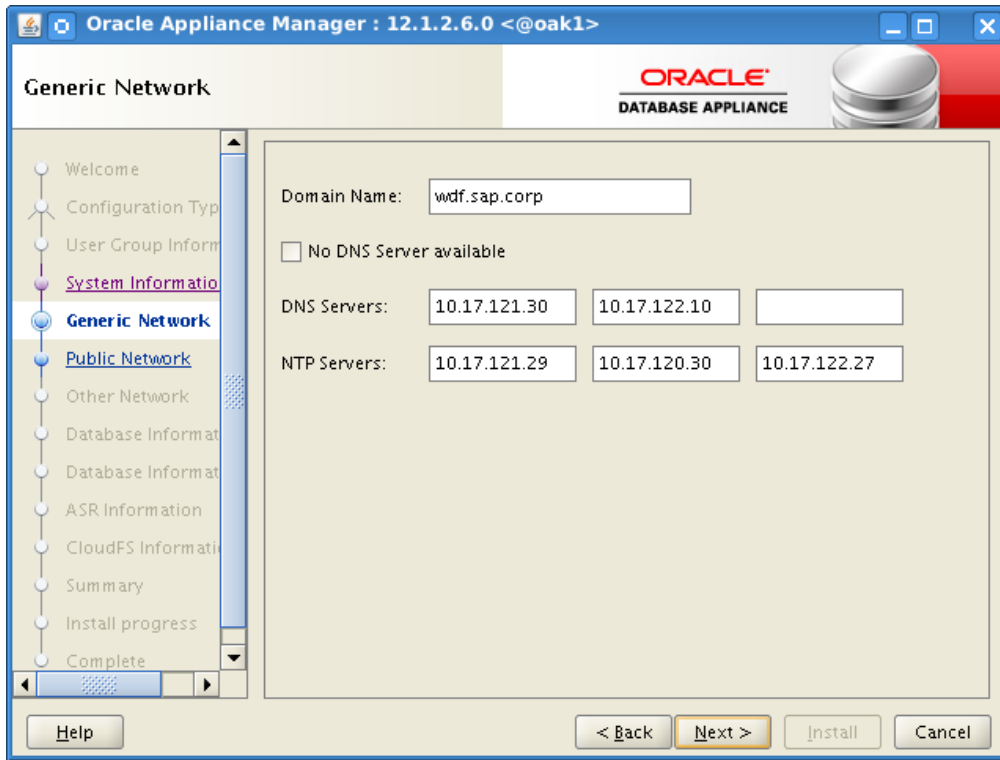 Oracle Appliance Manager : 12.1.2.6.0 <@oak1>
Generic Network
ORACLE
DATABASE APPLIANCE
Welcome
Configuration Typ
User Group Inform
System Informatio
Generic Network
Public Network
Other Network
Database Informat
Database Informat
ASR Information
CloudFS Informati
Summary
Install progress
Complete
Domain Name: wdf.sap.corp
No DNS Server available
DNS Servers: 10.17.121.30 10.17.122.10
NTP Servers: 10.17.121.29 10.17.120.30 10.17.122.27
Help < Back Next > Install Cancel